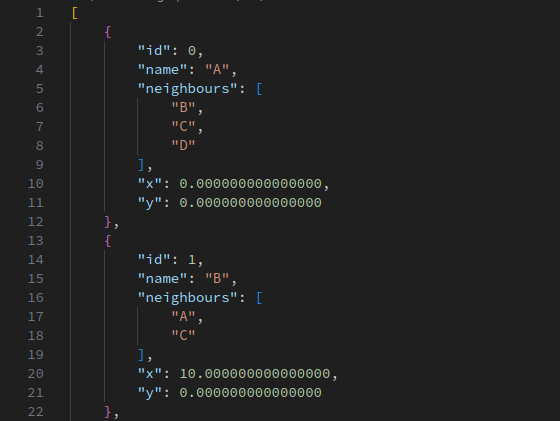 1 [
2     {
3         "id": 0,
4         "name": "A",
5         "neighbours": [
6             "B",
7             "C",
8             "D"
9         ],
10         "x": 0.000000000000000,
11         "y": 0.000000000000000
12     },
13     {
14         "id": 1,
15         "name": "B",
16         "neighbours": [
17             "A",
18             "C"
19         ],
20         "x": 10.000000000000000,
21         "y": 0.000000000000000
22     },